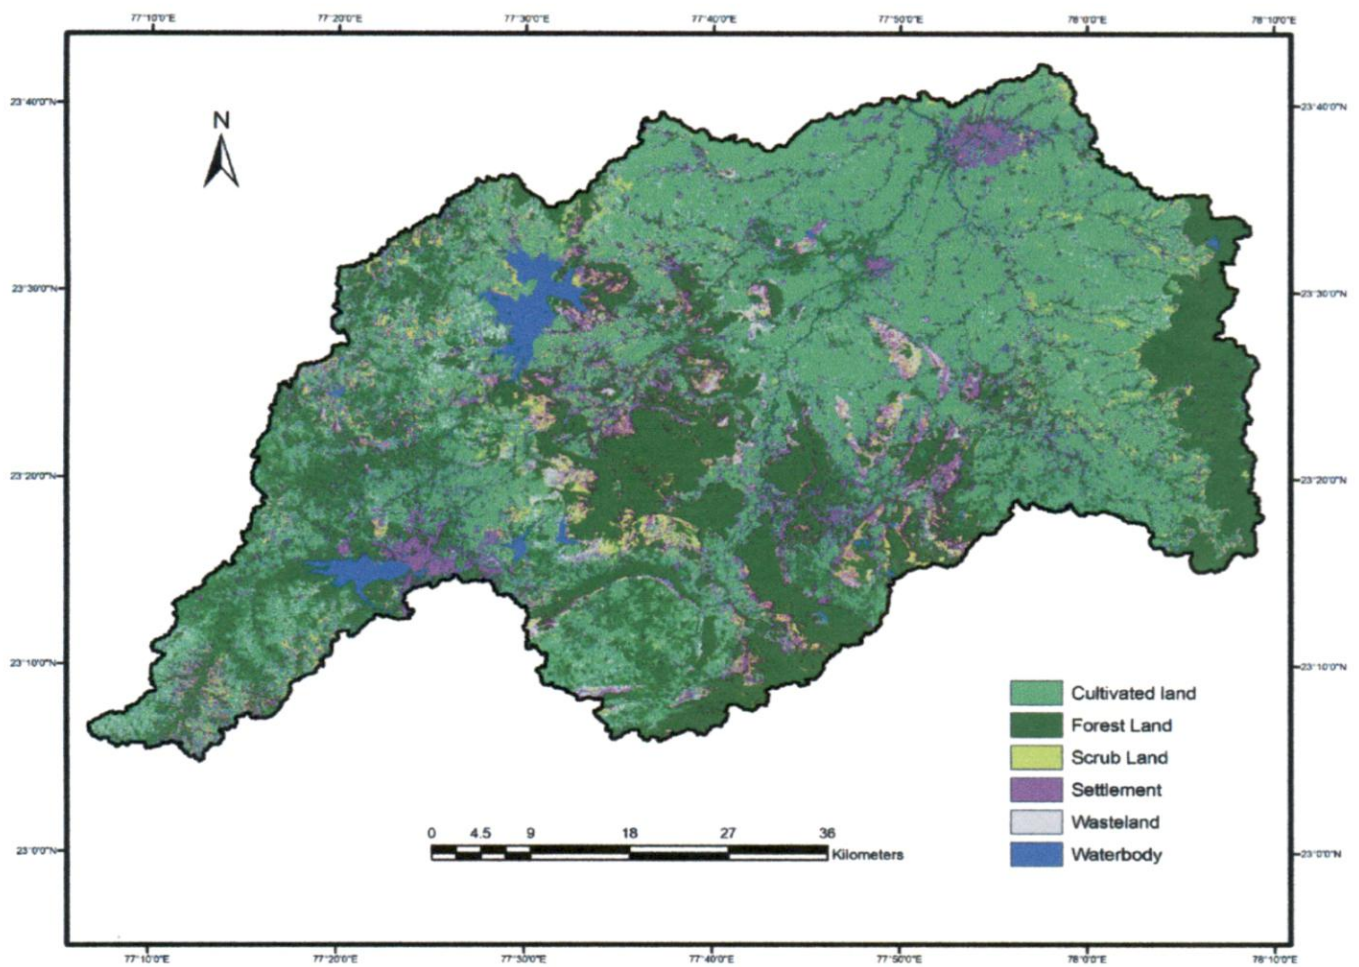 77°10'0"E 77°20'0"E 77°30'0"E 77°40'0"E 77°50'0"E 78°0'0"E 78°10'0"E
23°40'0"N 23°40'0"N
N
23°30'0"N 23°30'0"N
23°20'0"N 23°20'0"N
23°10'0"N 23°10'0"N
Cultivated land
Forest Land
Scrub Land
Settlement
Wasteland
Waterbody
0 4.5 9 18 27 36
Kilometers
23°0'0"N 23°0'0"N
77°10'0"E 77°20'0"E 77°30'0"E 77°40'0"E 77°50'0"E 78°0'0"E 78°10'0"E